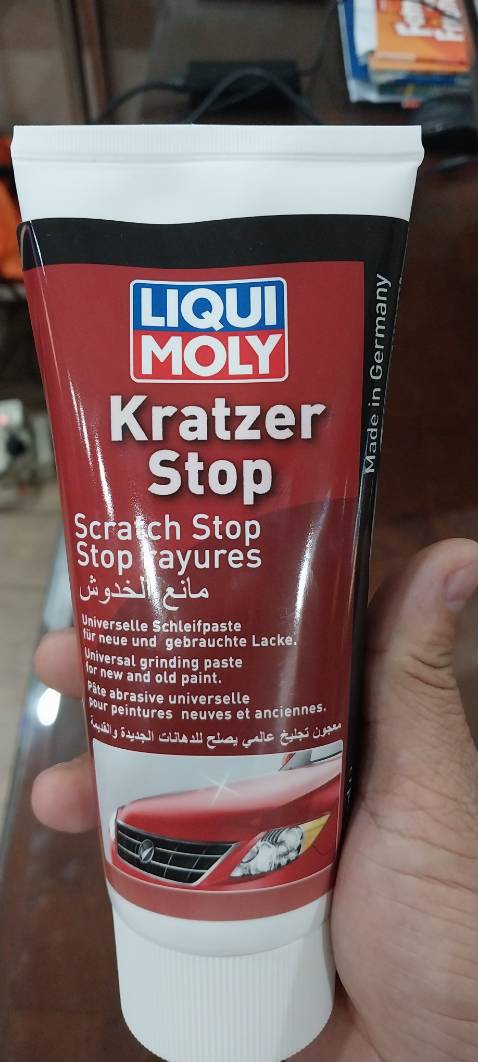 LIQUI
MOLY
Kratzer
Stop
Scratch Stop
Stop rayures
مانع الخدوش
Universelle Schleifpaste
für neue und gebrauchte Lacke.
Universal grinding paste
for new and old paint.
Pâte abrasive universelle
pour peintures neuves et anciennes.
معجون تجليخ عالمي يصلح للدهانات الجديدة والقديمة
Made in Germany